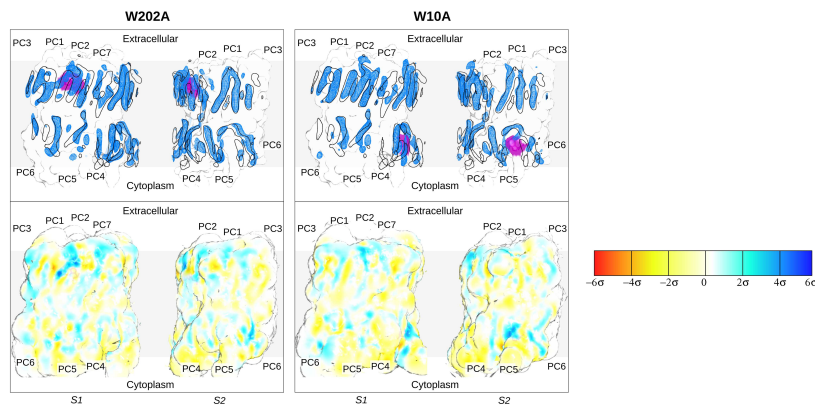 W202A
W10A
Extracellular
Extracellular
PC3 PC1 PC2 PC7 PC2 PC1 PC3
PC3 PC1 PC2 PC7 PC2 PC1 PC3
PC6 PC5 PC4 PC4 PC5 PC6
PC6 PC5 PC4 PC4 PC5 PC6
Cytoplasm
Cytoplasm
Extracellular
Extracellular
PC3 PC1 PC2 PC7 PC2 PC1 PC3
PC3 PC1 PC2 PC7 PC2 PC1 PC3
−6σ −4σ −2σ 0 2σ 4σ 6σ
PC6 PC5 PC4 PC4 PC5 PC6
PC6 PC5 PC4 PC4 PC5 PC6
Cytoplasm
Cytoplasm
S1 S2
S1 S2